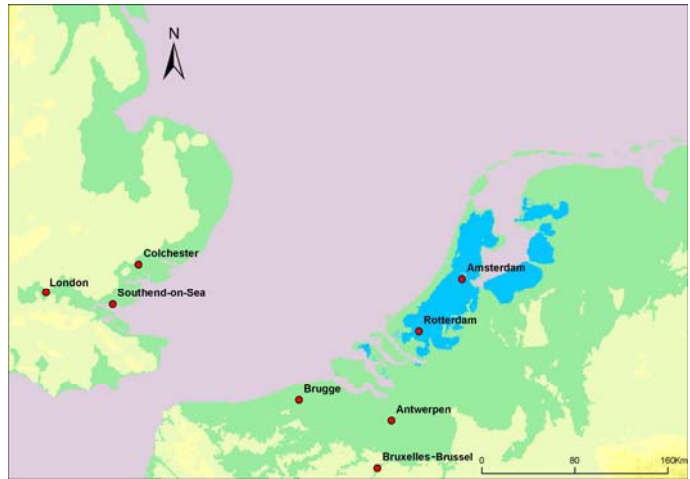 N
Colchester
London
Southend-on-Sea
Amsterdam
Rotterdam
Brugge
Antwerpen
Bruxelles-Brussel
0 80 160Km